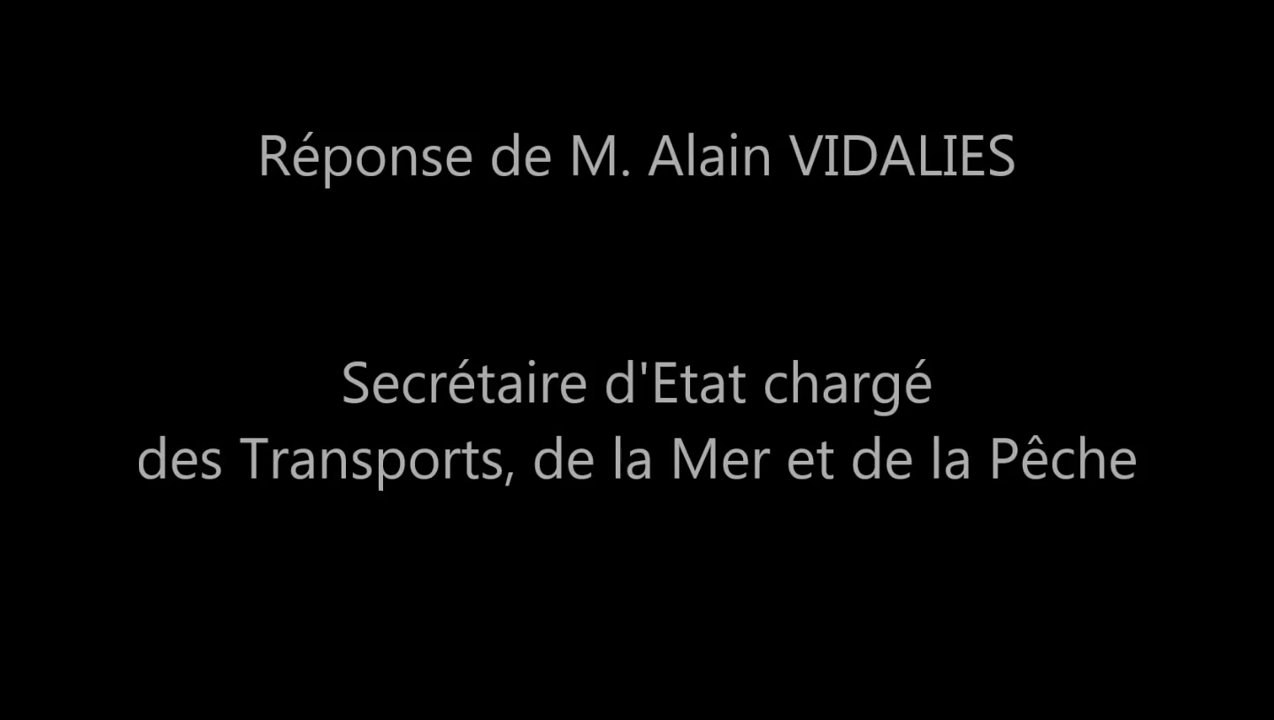 Réponse de M. Alain VIDALIES
Secrétaire d'Etat chargé
des Transports, de la Mer et de la Pêche